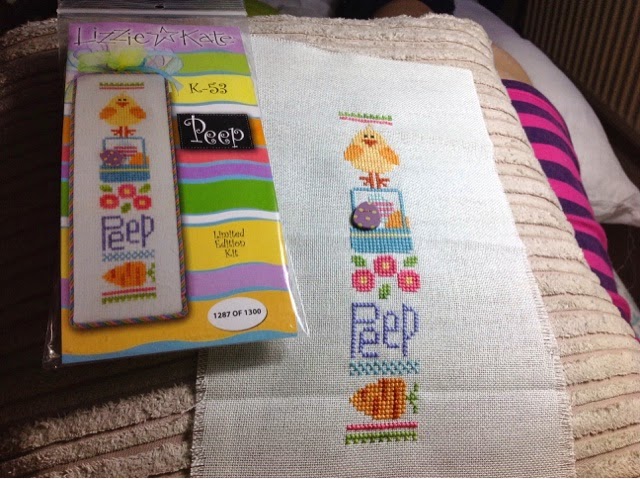 Lizzie★Kate
K-53
Peep
Limited
Edition
Kit
1287 OF 1300
Peep
Peep